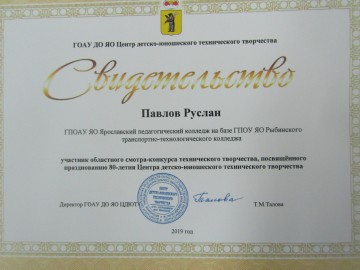 ГОАУ ДО ЯО Центр детско-юношеского технического творчества
Свидетельство
Павлов Руслан
ГПОАУ ЯО Ярославский педагогический колледж на базе ГПОУ ЯО Рыбинского
транспортно-технологического колледжа
участник областного смотра-конкурса технического творчества, посвящённого
празднованию 80-летия Центра детско-юношеского технического творчества
Директор ГОАУ ДО ЯО ЦДЮТТ
Т.М.Талова
2019 год